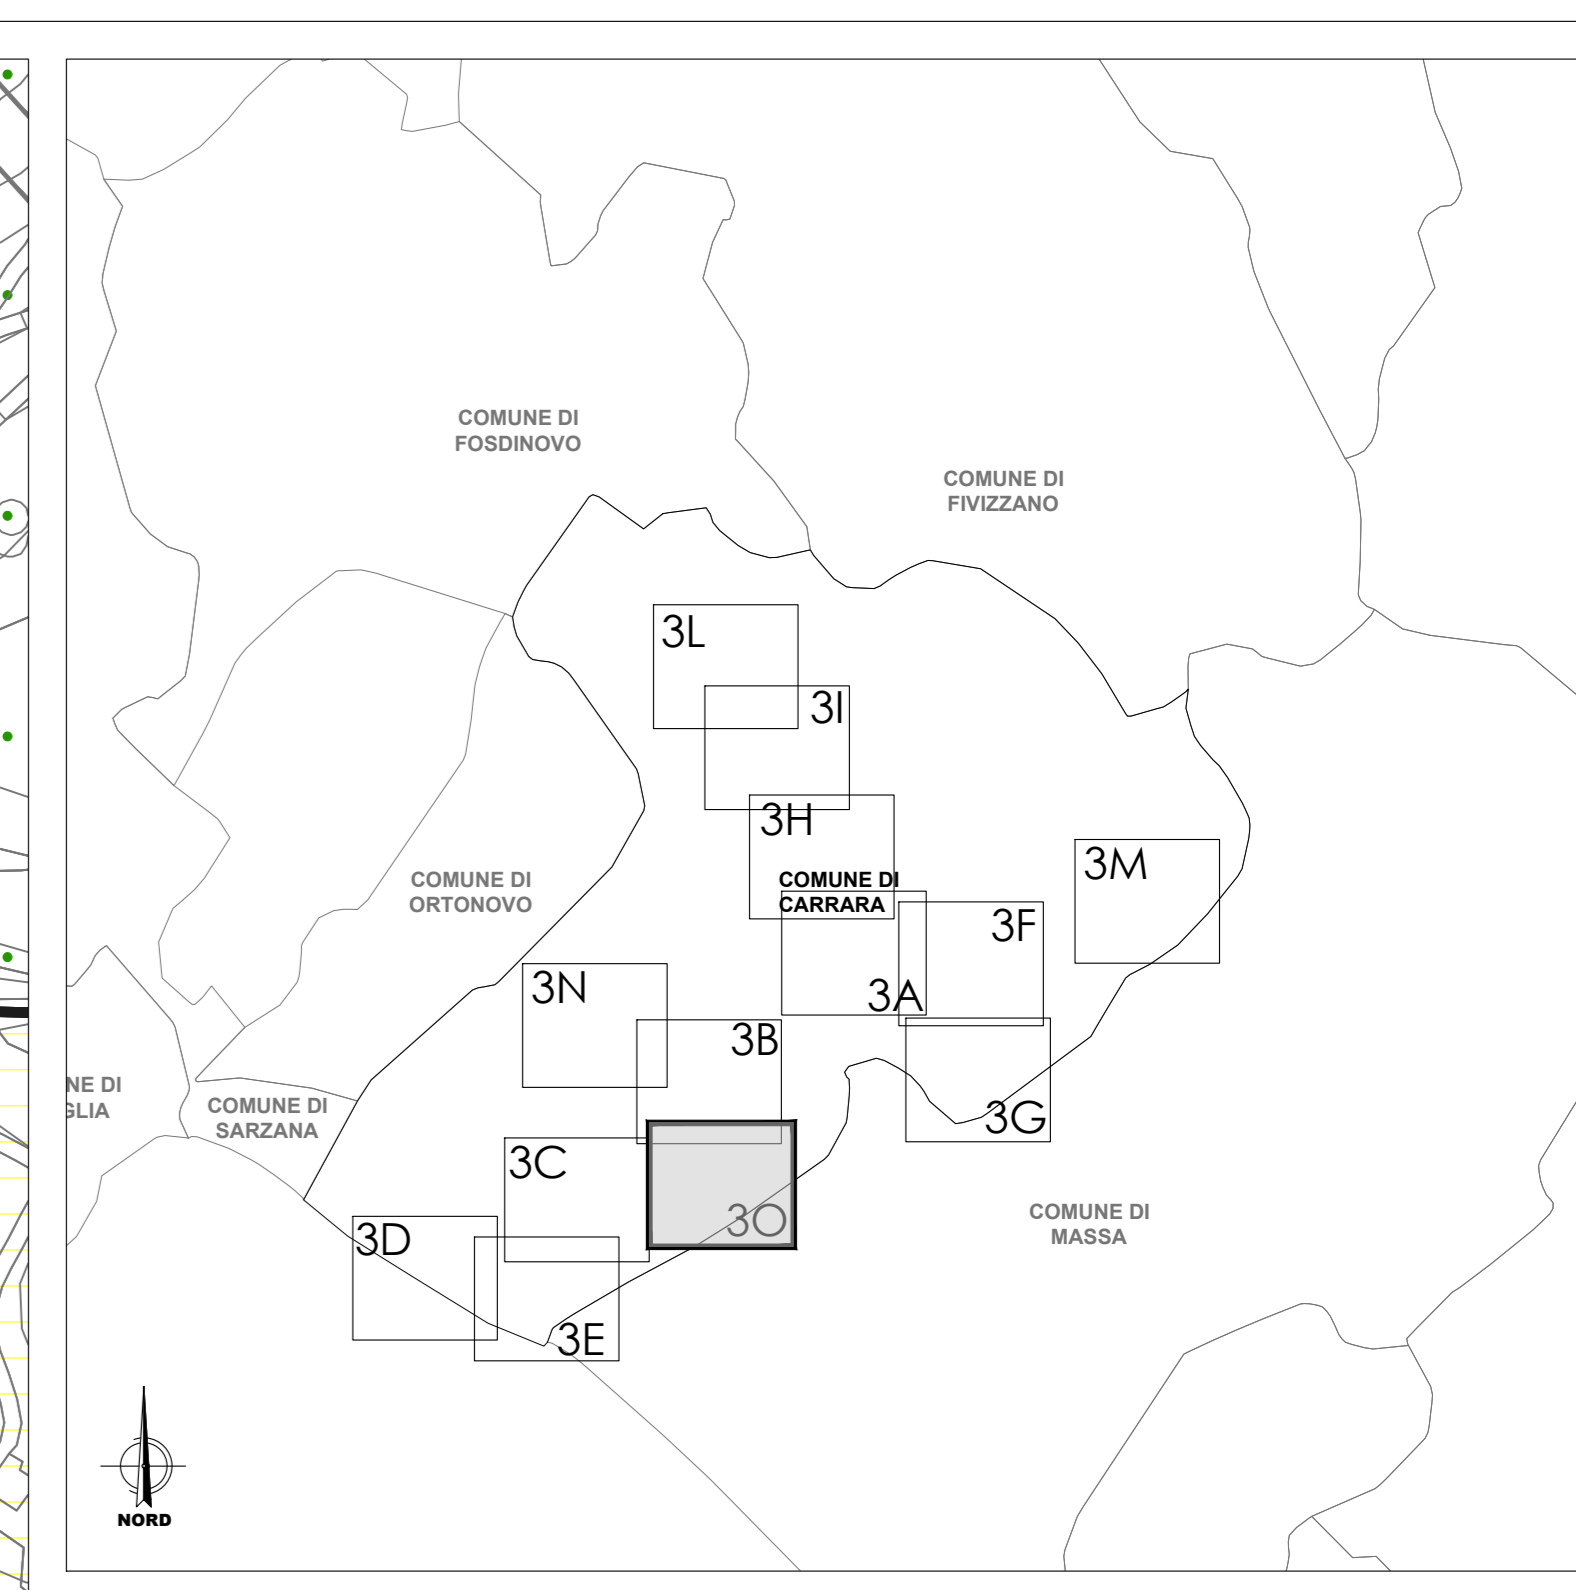 COMUNE DI
FOSDINOVO
COMUNE DI
FIVIZZANO
3L
3I
3H
COMUNE DI
CARRARA
3M
COMUNE DI
ORTONOVO
3F
3A
3N
3B
NE DI
GLIA
COMUNE DI
SARZANA
3G
3C
3O
COMUNE DI
MASSA
3D
3E
NORD